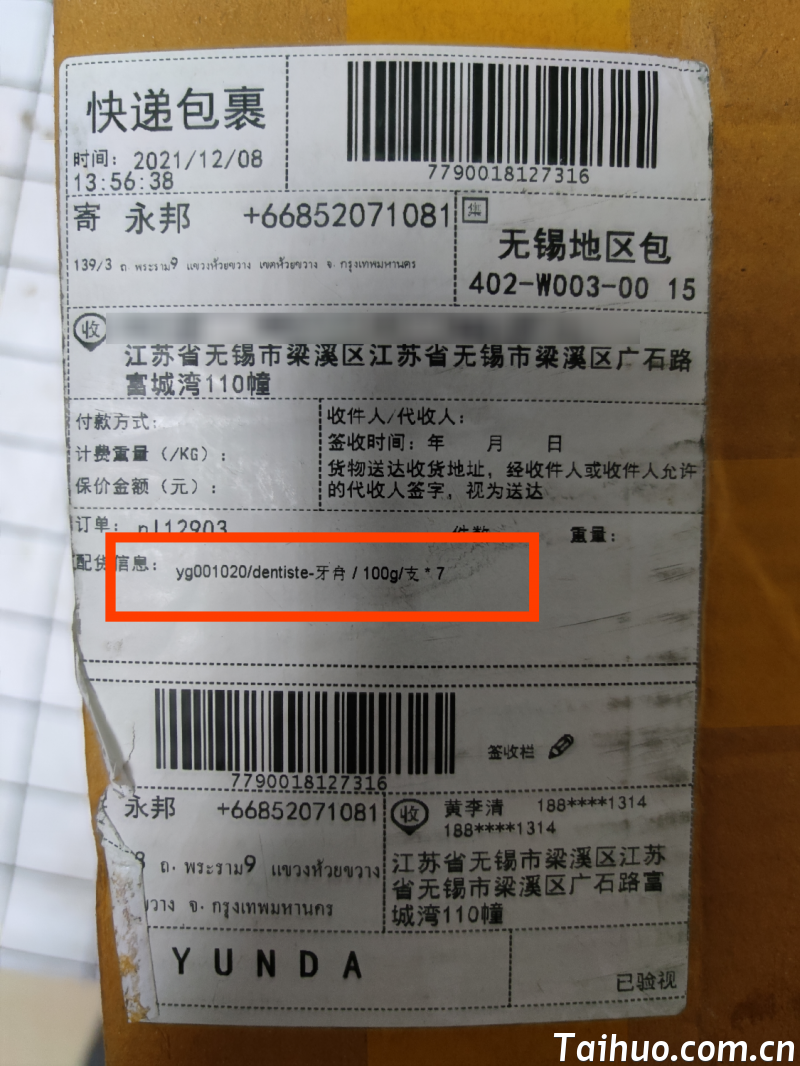 快递包裹
时间: 2021/12/08
13:56:38
7790018127316
寄 永邦 +66852071081
139/3 ถ. พระราม9 แขวงห้วยขวาง เขตห้วยขวาง จ. กรุงเทพมหานคร
集
无锡地区包
402-W003-00 15
收
江苏省无锡市梁溪区江苏省无锡市梁溪区广石路
富城湾110幢
付款方式:
计费重量 (/KG) :
保价金额 (元) :
收件人/代收人:
签收时间: 年 月 日
货物送达收货地址, 经收件人或收件人允许
的代收人签字, 视为送达
订单: nl12903 件数 重量:
配货信息: yg001020/dentiste-牙膏 / 100g/支 * 7
7790018127316
签收栏
永邦 +66852071081
ถ. พระราม9 แขวงห้วยขวาง
จ. กรุงเทพมหานคร
收 黄李清 188****1314
188****1314
江苏省无锡市梁溪区江苏
省无锡市梁溪区广石路富
城湾110幢
YUNDA
已验视
Taihuo.com.cn